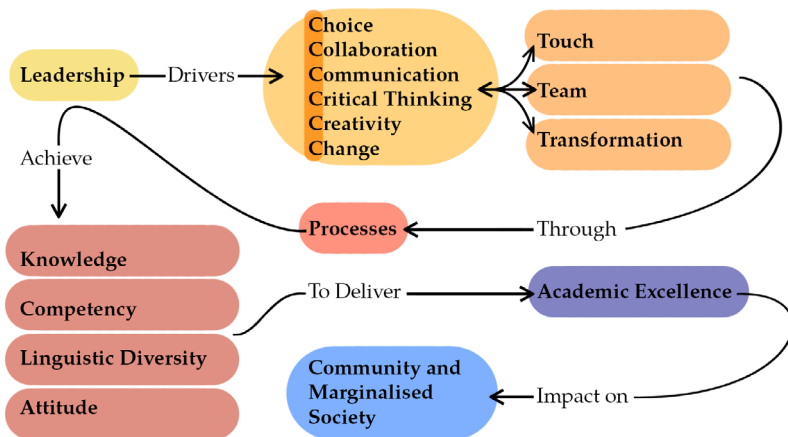 Leadership
Drivers
Choice
Collaboration
Communication
Critical Thinking
Creativity
Change
Touch
Team
Transformation
Through
Processes
Achieve
Knowledge
Competency
Linguistic Diversity
Attitude
To Deliver
Academic Excellence
Impact on
Community and
Marginalised
Society